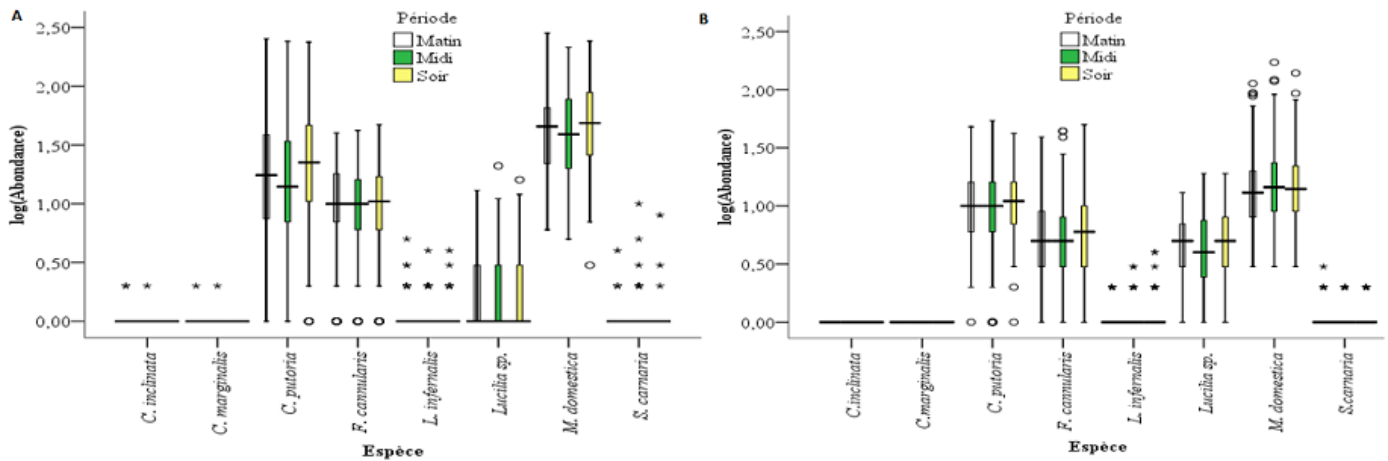 A
Période
Matin
Midi
Soir
log(Abondance)
2,50
2,00
1,50
1,00
0,50
0,00
C. inclinata
C. marginalis
C. putoria
F. cannularis
L. infernalis
Lucilia sp.
M. domestica
S. carnaria
Espèce
B
Période
Matin
Midi
Soir
log(Abondance)
2,50
2,00
1,50
1,00
0,50
0,00
C.inclinata
C.marginalis
C. putoria
F. cannularis
L. infernalis
Lucilia sp.
M. domestica
S.carnaria
Espèce